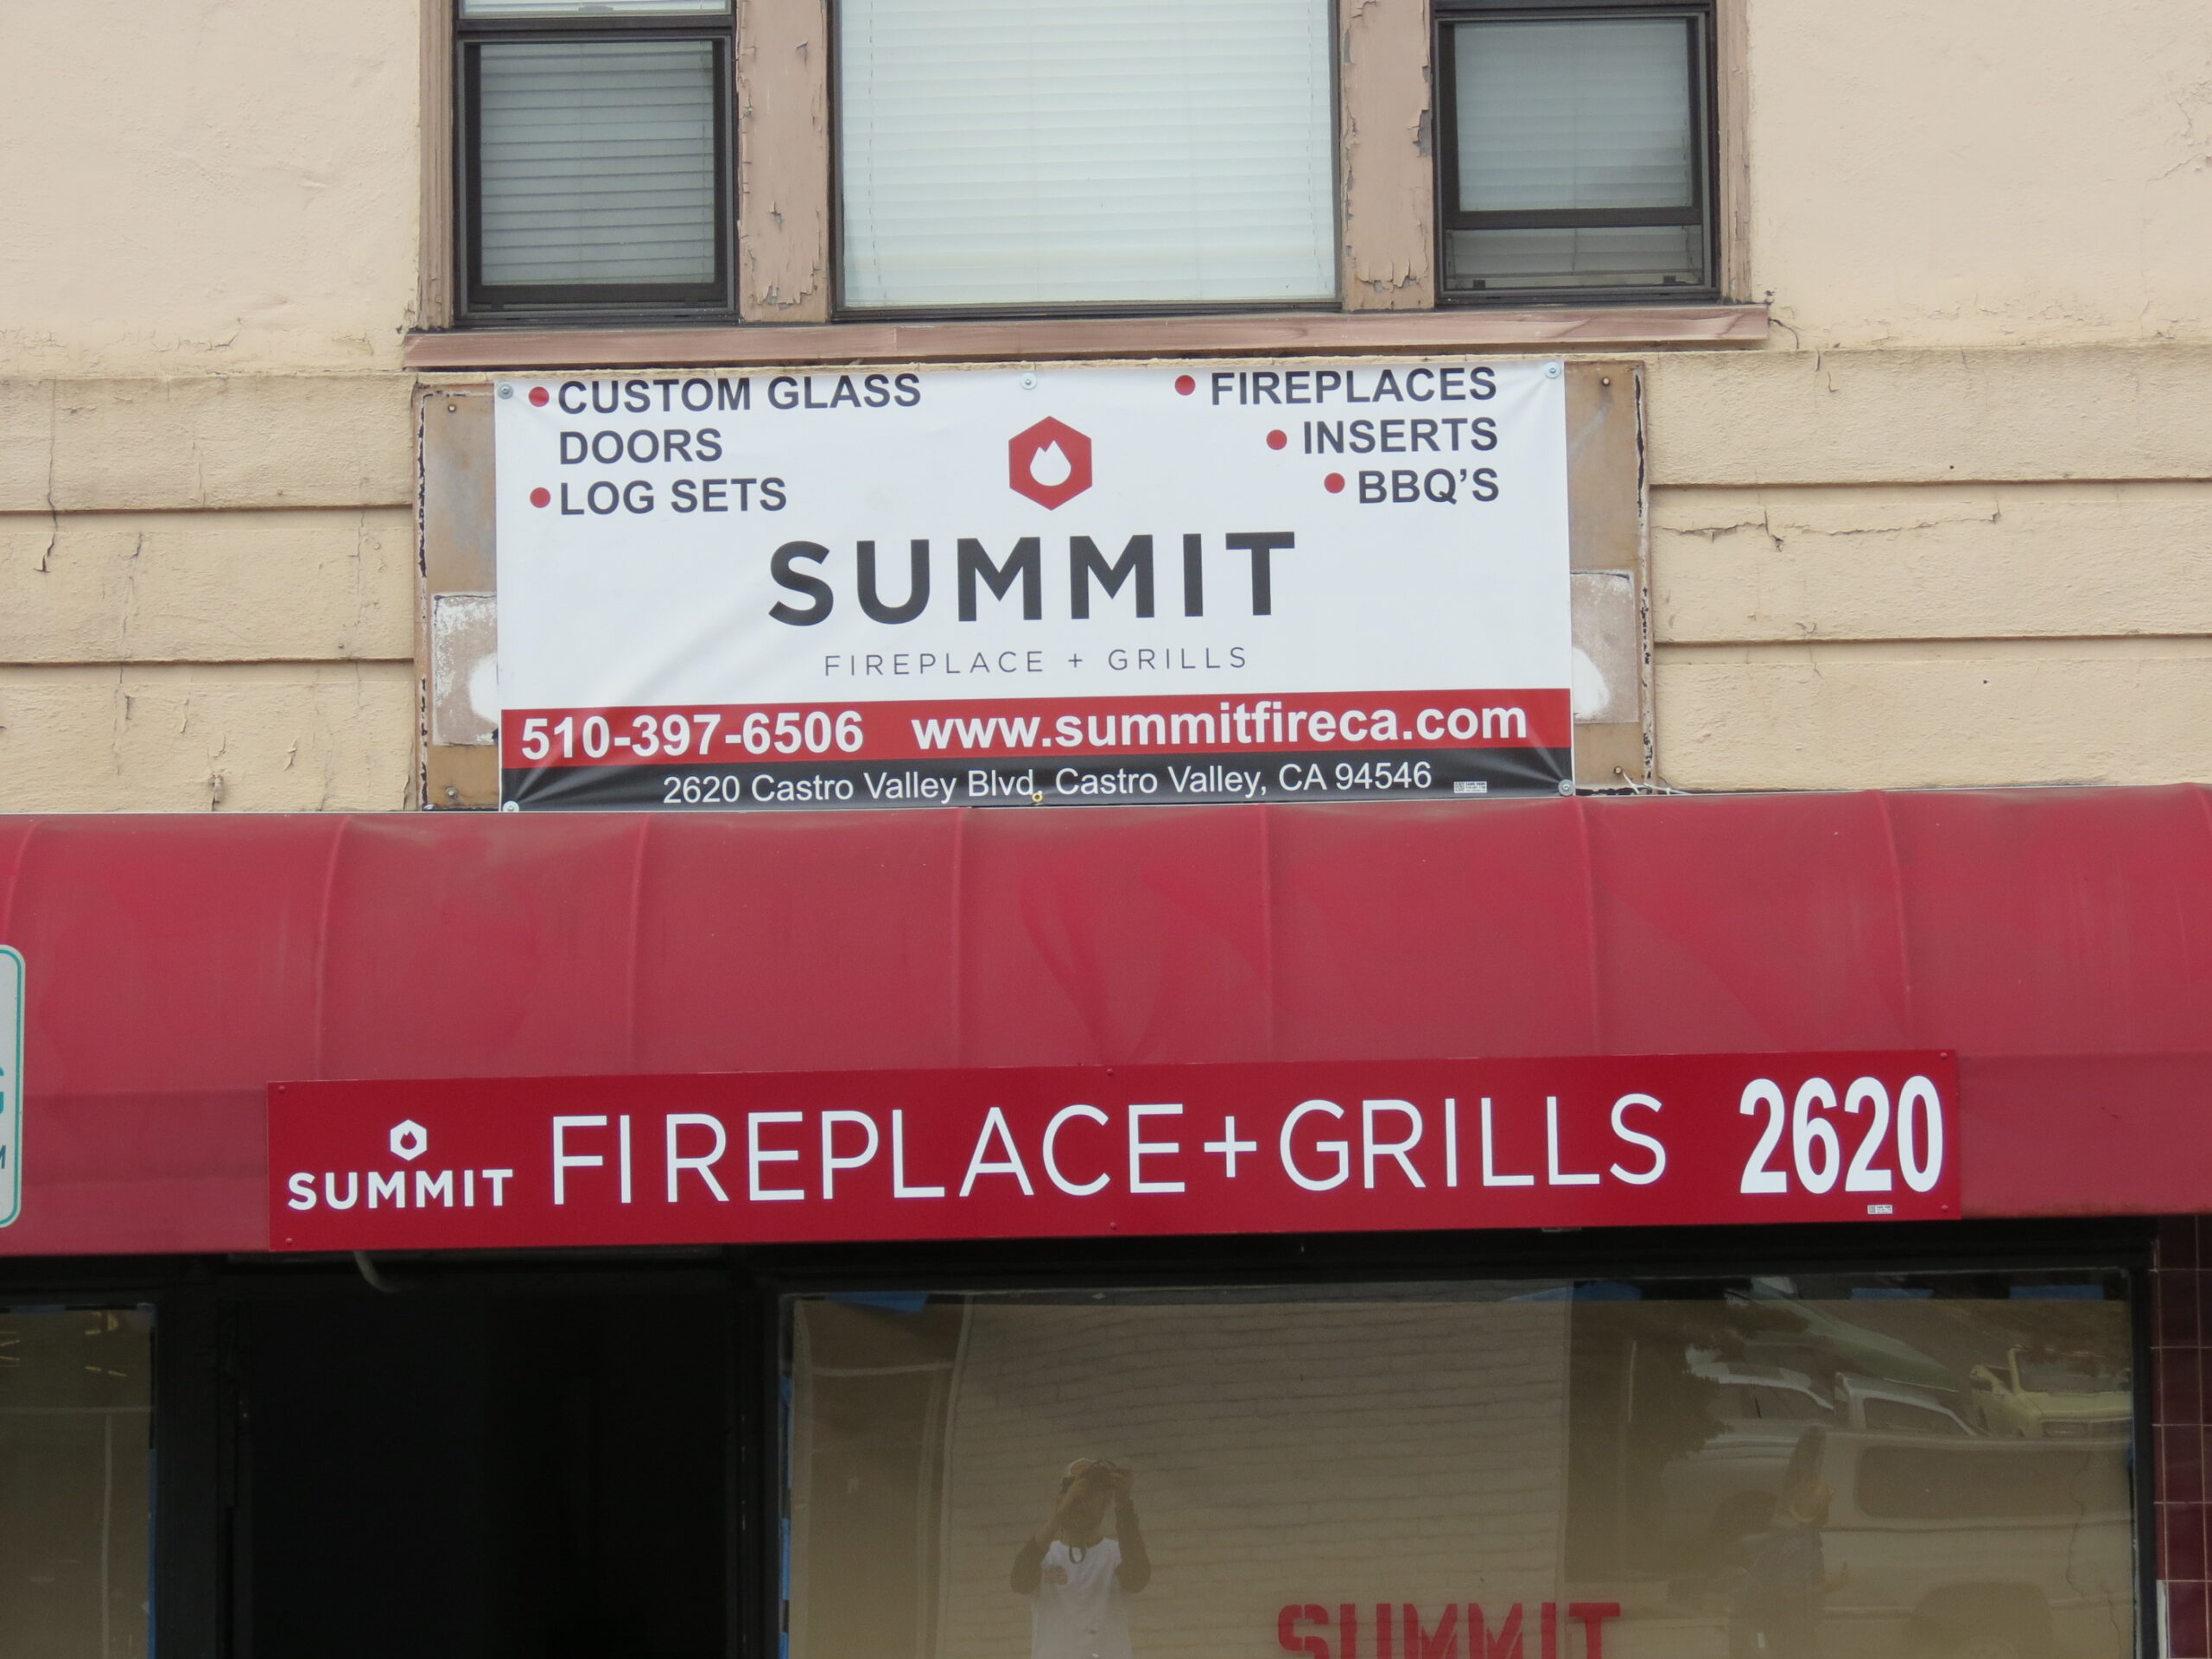 • CUSTOM GLASS
DOORS
• LOG SETS
• FIREPLACES
• INSERTS
• BBQ'S
SUMMIT
FIREPLACE + GRILLS
510-397-6506 www.summitfireca.com
2620 Castro Valley Blvd, Castro Valley, CA 94546
SUMMIT FIREPLACE+GRILLS 2620
SUMMIT